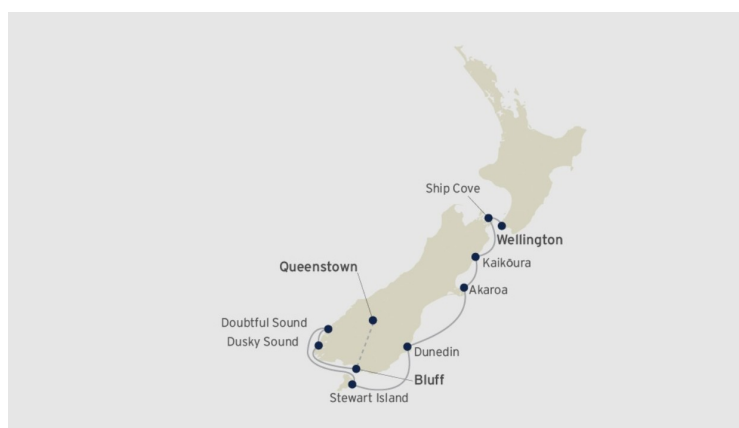 Ship Cove
Wellington
Kaikōura
Queenstown
Akaroa
Doubtful Sound
Dusky Sound
Dunedin
Bluff
Stewart Island